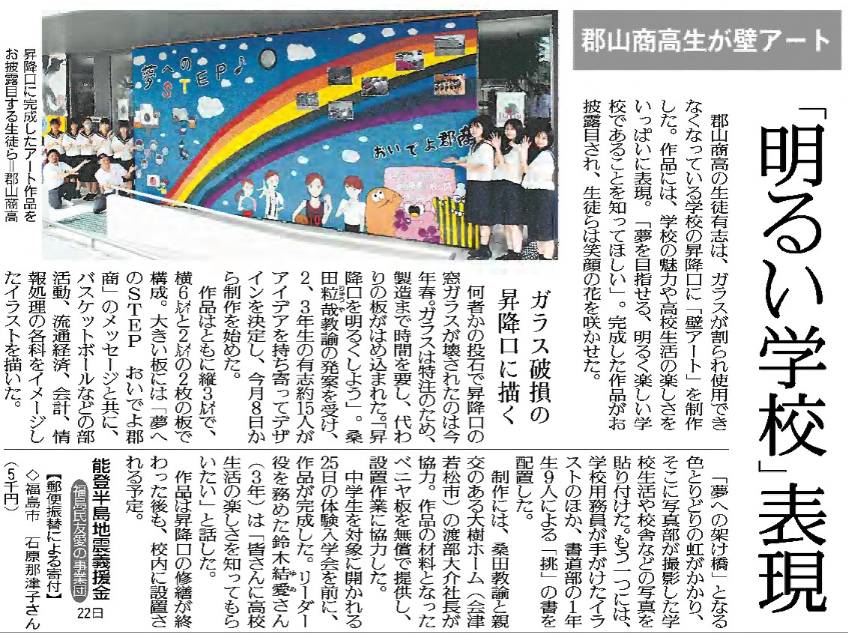 郡山商高生が壁アート
「明るい学校」表現
郡山商高の生徒有志は、ガラスが割られ使用でき
なくなっている学校の昇降口に「壁アート」を制作
した。作品には、学校の魅力や高校生活の楽しさを
いっぱいに表現。「夢を目指せる、明るく楽しい学
校であることを知ってほしい」。完成した作品がお
披露目され、生徒らは笑顔の花を咲かせた。
夢へのSTEP♪
おいでよ郡商
昇降口に完成したアート作品を
お披露目する生徒ら＝郡山商高
ガラス破損の
昇降口に描く
何者かの投石で昇降口の
窓ガラスが壊されたのは今
年春。ガラスは特注のため、
製造まで時間を要し、代わ
りの板がはめ込まれた。「昇
降口を明るくしよう」。桑
田粒哉教諭の発案を受け、
2、3年生の有志約15人が
アイデアを持ち寄ってデザ
インを決定し、今月8日か
ら制作を始めた。
作品はともに縦3㍍で、
横6㍍と2㍍の2枚の板で
構成。大きい板には「夢へ
のSTEP おいでよ郡
商」のメッセージと共に、
バスケットボールなどの部
活動、流通経済、会計、情
報処理の各科をイメージし
たイラストを描いた。
「夢への架け橋」となる
色とりどりの虹がかかり、
そこに写真部が撮影した学
校生活や校舎などの写真を
貼り付けた。もう一つには、
学校用務員が手がけたイラ
ストのほか、書道部の1年
生9人による「挑」の書を
配置した。
制作には、桑田教諭と親
交のある大樹ホーム（会津
若松市）の渡部大介社長が
協力。作品の材料となった
ベニヤ板を無償で提供し、
設置作業に協力した。
中学生を対象に開かれる
25日の体験入学会を前に、
作品が完成した。リーダー
役を務めた鈴木結愛さん
（3年）は「皆さんに高校
生活の楽しさを知ってもら
いたい」と話した。
作品は昇降口の修繕が終
わった後も、校内に設置さ
れる予定。
能登半島地震義援金
福島民友愛の事業団
22日
【郵便振替による寄付】
◇福島市 石原那津子さん
（5千円）